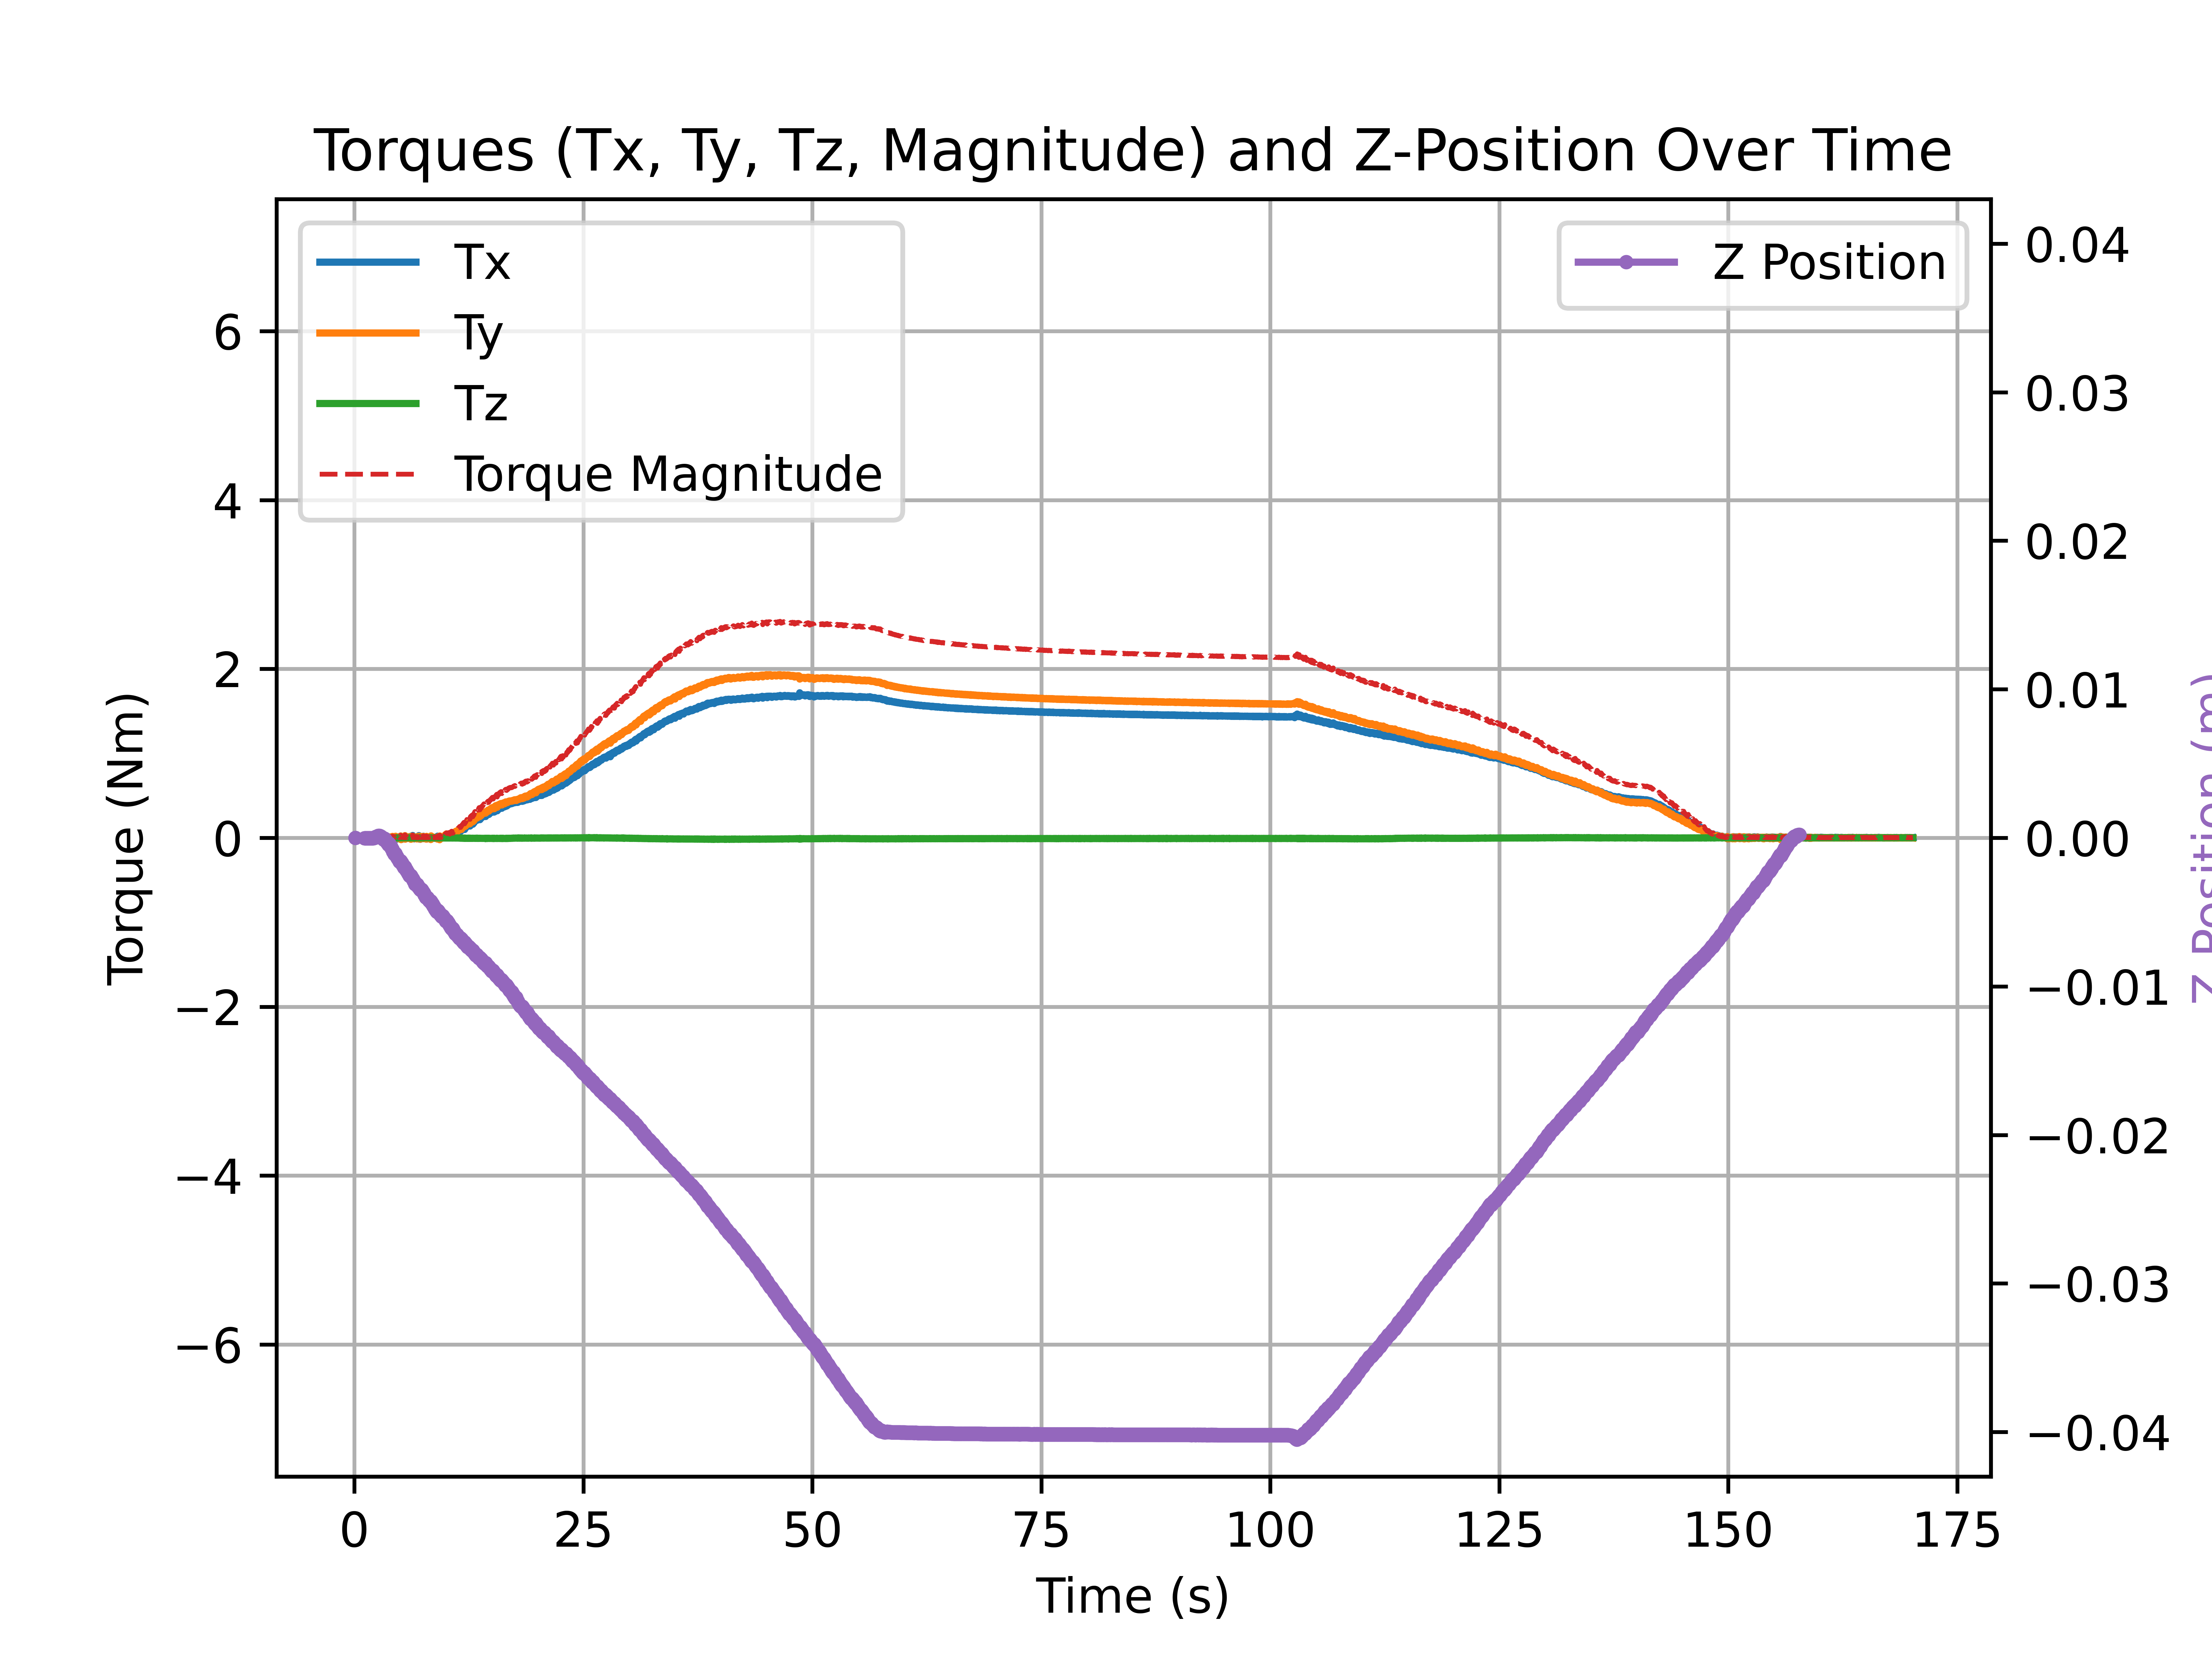 Torques (Tx, Ty, Tz, Magnitude) and Z-Position Over Time
Tx
Ty
Tz
Torque Magnitude
Z Position
Torque (Nm)
6
4
2
0
−2
−4
−6
0.04
0.03
0.02
0.01
0.00
−0.01
−0.02
−0.03
−0.04
Z Position (m)
0 25 50 75 100 125 150 175
Time (s)